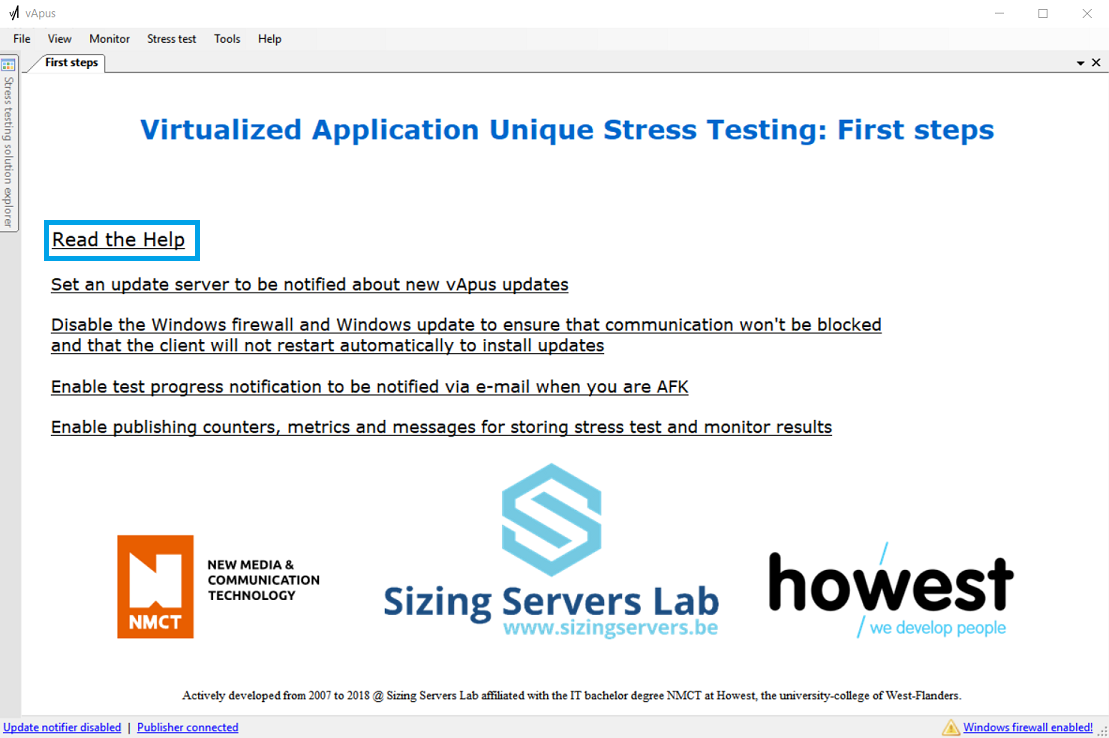 vApus
File View Monitor Stress test Tools Help
First steps
Stress testing solution explorer
Virtualized Application Unique Stress Testing: First steps
Read the Help
Set an update server to be notified about new vApus updates
Disable the Windows firewall and Windows update to ensure that communication won't be blocked
and that the client will not restart automatically to install updates
Enable test progress notification to be notified via e-mail when you are AFK
Enable publishing counters, metrics and messages for storing stress test and monitor results
NMCT
NEW MEDIA &
COMMUNICATION
TECHNOLOGY
Sizing Servers Lab
www.sizingservers.be
howest
we develop people
Actively developed from 2007 to 2018 @ Sizing Servers Lab affiliated with the IT bachelor degree NMCT at Howest, the university-college of West-Flanders.
Update notifier disabled | Publisher connected
Windows firewall enabled!